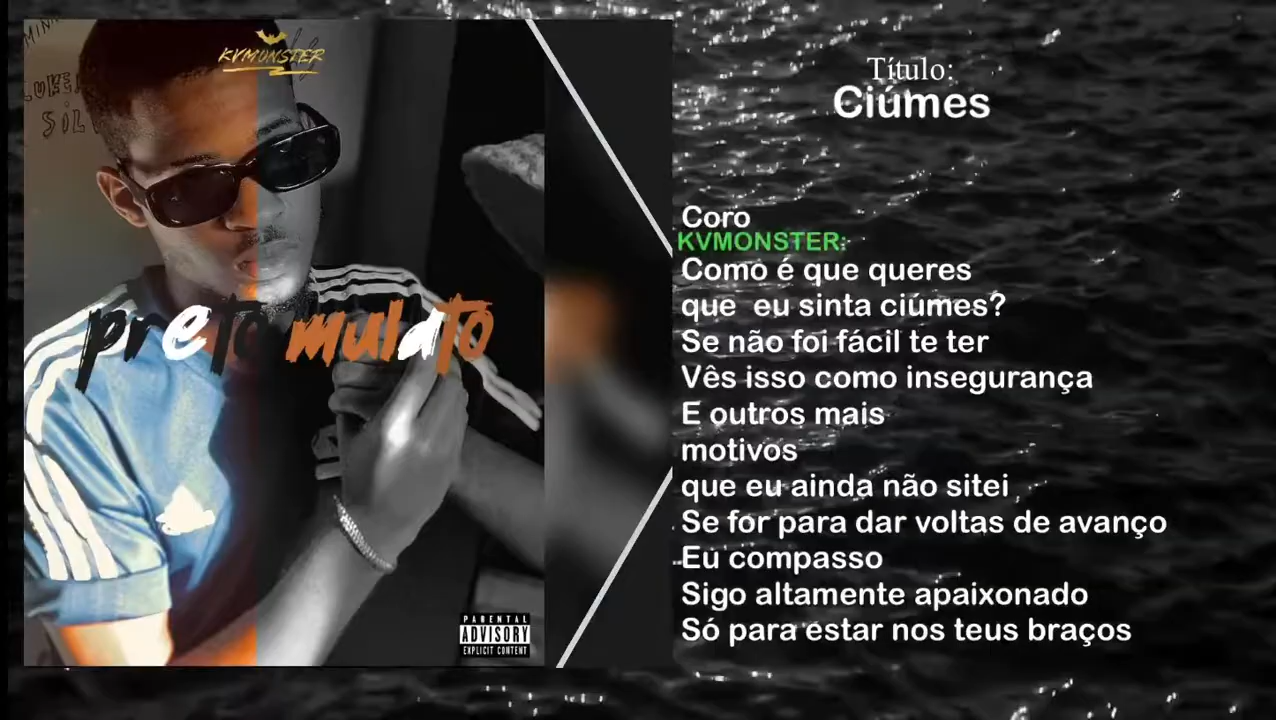 KVMONSTER
preto mulato
PARENTAL
ADVISORY
EXPLICIT CONTENT
Título:
Ciúmes
Coro
KVMONSTER:
Como é que queres
que eu sinta ciúmes?
Se não foi fácil te ter
Vês isso como insegurança
E outros mais
motivos
que eu ainda não sitei
Se for para dar voltas de avanço
Eu compasso
Sigo altamente apaixonado
Só para estar nos teus braços